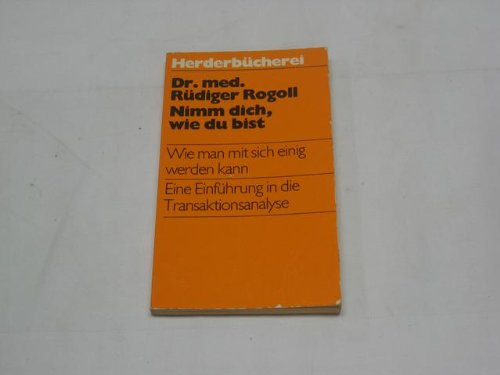 Herderbücherei
Dr. med.
Rüdiger Rogoll
Nimm dich,
wie du bist
Wie man mit sich einig
werden kann
Eine Einführung in die
Transaktionsanalyse